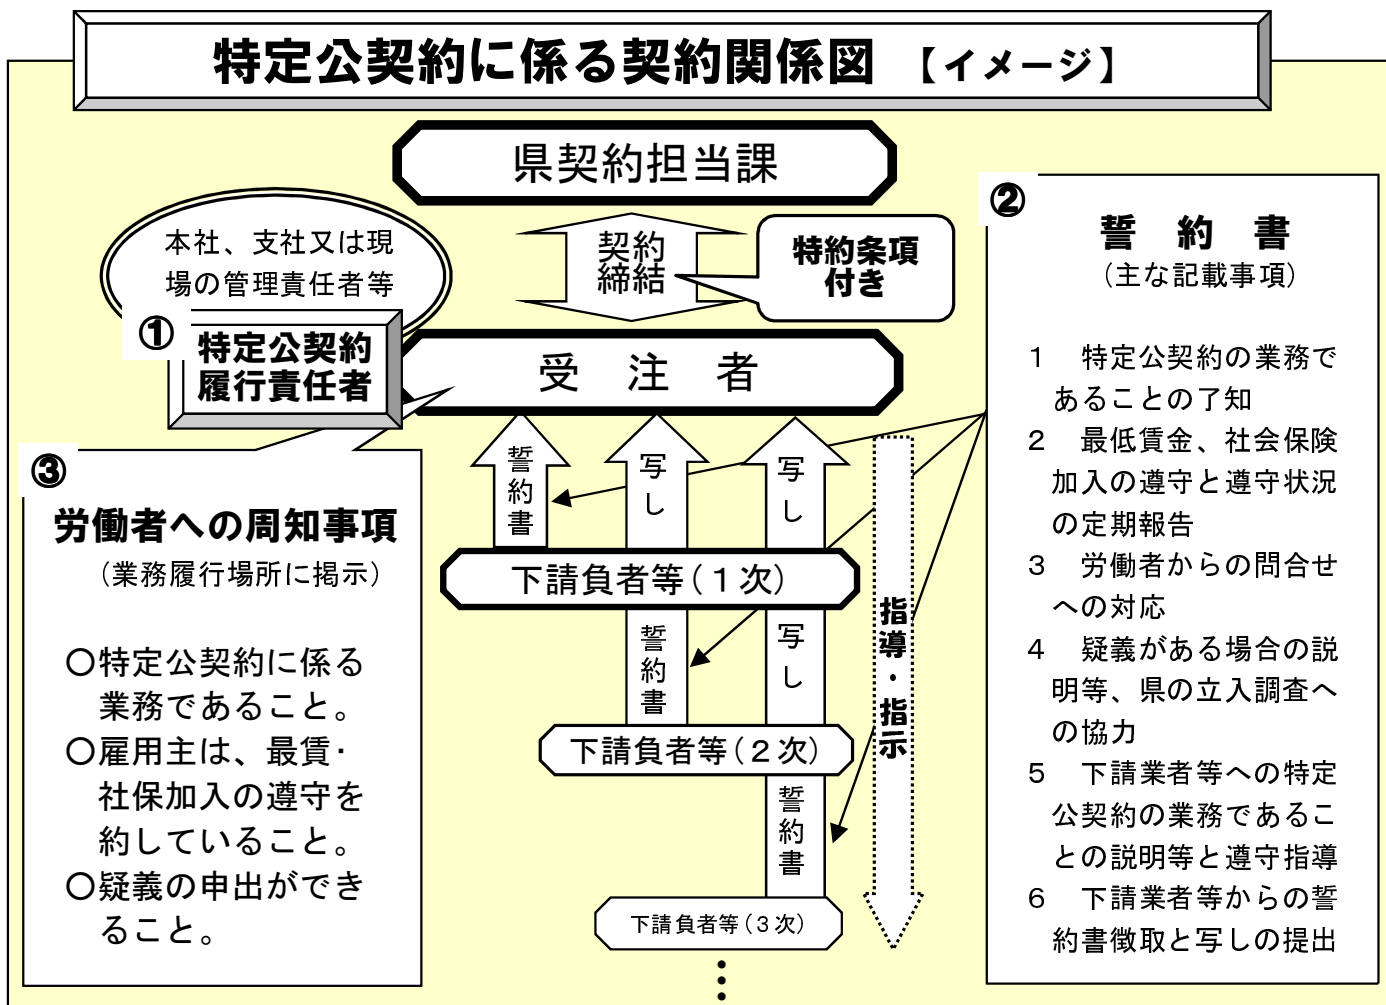 特定公契約に係る契約関係図 【イメージ】
県契約担当課
本社、支社又は現
場の管理責任者等
①
特定公契約
履行責任者
契約
締結
特約条項
付き
受 注 者
誓約書
写し
写し
下請負者等(1次)
誓約書
写し
下請負者等(2次)
誓約書
下請負者等(3次)
指導・指示
②
誓 約 書
(主な記載事項)
1 特定公契約の業務で
あることの了知
2 最低賃金、社会保険
加入の遵守と遵守状況
の定期報告
3 労働者からの問合せ
への対応
4 疑義がある場合の説
明等、県の立入調査へ
の協力
5 下請業者等への特定
公契約の業務であるこ
との説明等と遵守指導
6 下請業者等からの誓
約書徴取と写しの提出
③
労働者への周知事項
(業務履行場所に掲示)
○特定公契約に係る
業務であること。
○雇用主は、最賃・
社保加入の遵守を
約していること。
○疑義の申出ができ
ること。